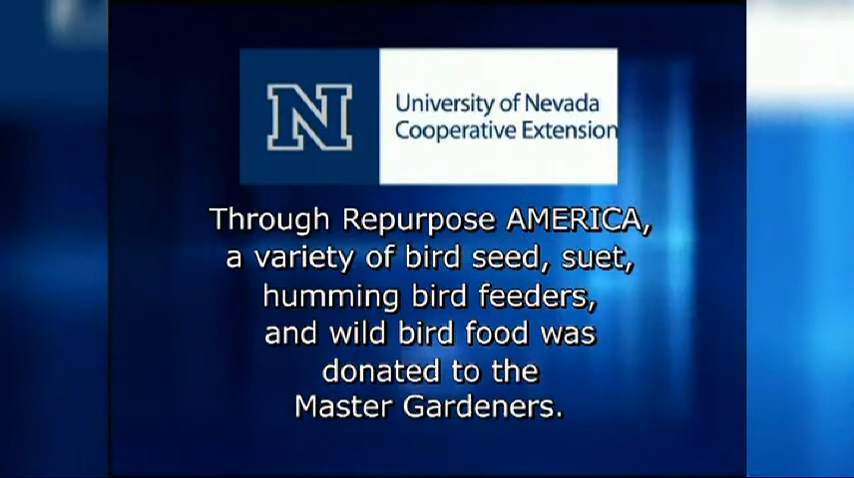 N
University of Nevada
Cooperative Extension
Through Repurpose AMERICA,
a variety of bird seed, suet,
humming bird feeders,
and wild bird food was
donated to the
Master Gardeners.